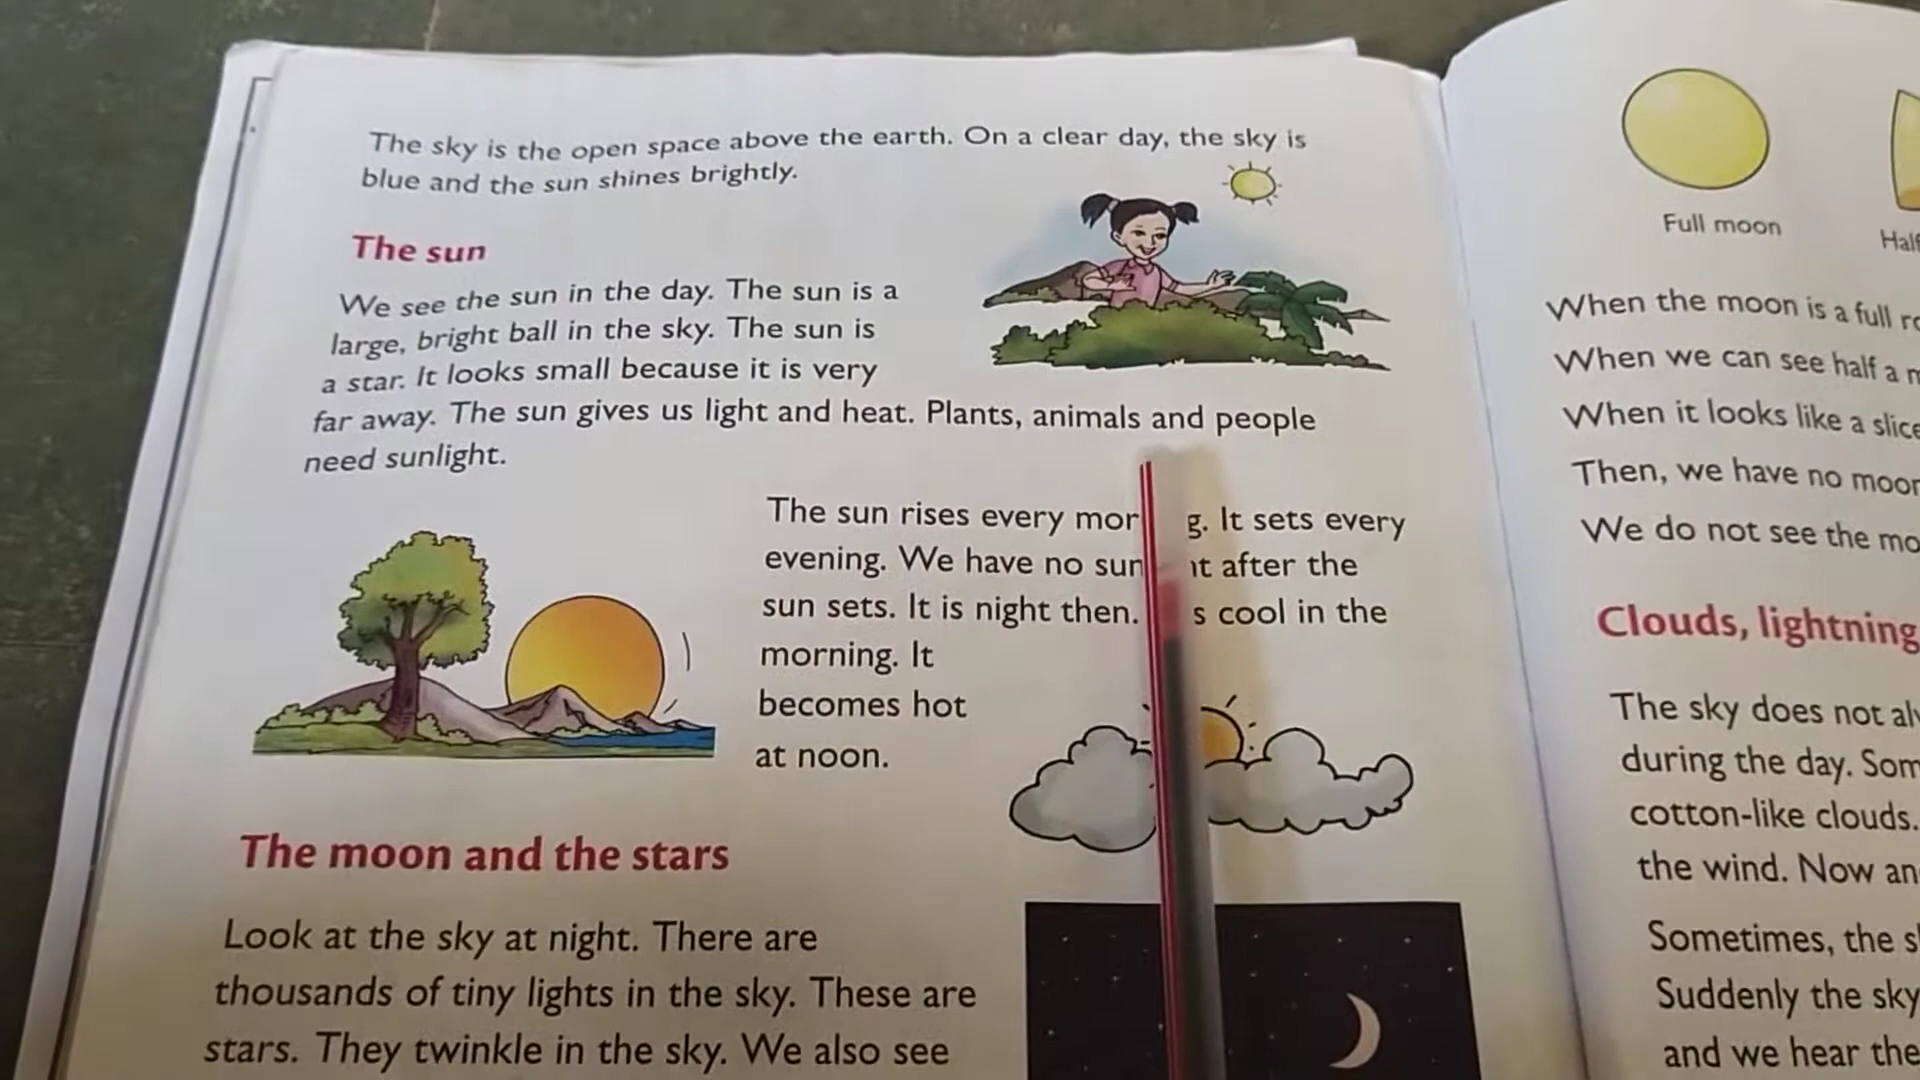 The sky is the open space above the earth. On a clear day, the sky is
blue and the sun shines brightly.
The sun
We see the sun in the day. The sun is a
large, bright ball in the sky. The sun is
a star. It looks small because it is very
far away. The sun gives us light and heat. Plants, animals and people
need sunlight.
The sun rises every mor g. It sets every
evening. We have no sun ht after the
sun sets. It is night then. s cool in the
morning. It
becomes hot
at noon.
The moon and the stars
Look at the sky at night. There are
thousands of tiny lights in the sky. These are
stars. They twinkle in the sky. We also see
Full moon
Half
When the moon is a full
When we can see half a
When it looks like a slice
Then, we have no moon
We do not see the
Clouds, lightning
The sky does not
during the day.
cotton-like clouds.
the wind. Now
Sometimes, the
Suddenly the sky
and we hear the